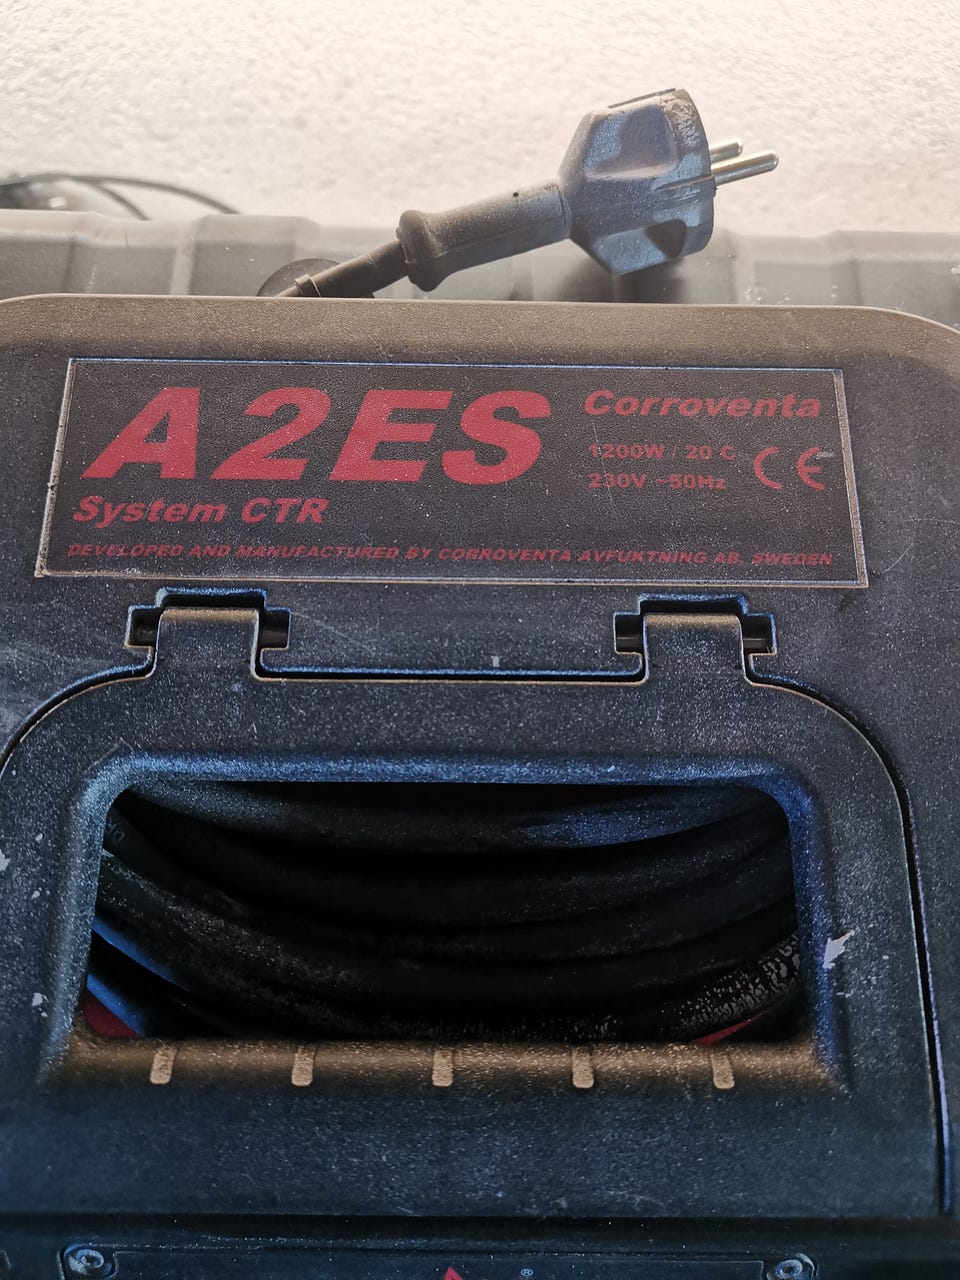 A2ES
Corroventa
1200W / 20 C
230V ~50Hz
CE
System CTR
DEVELOPED AND MANUFACTURED BY CORROVENTA AVFUKTNING AB, SWEDEN
®